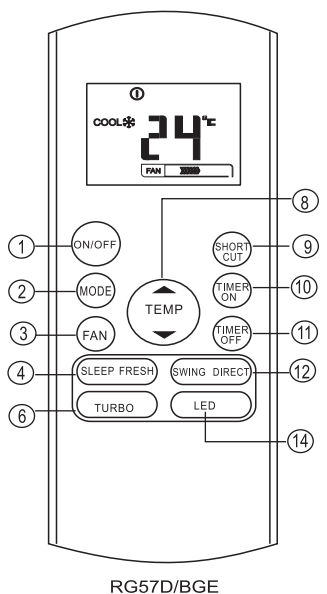 COOL 24 °C
FAN
8
1 ON/OFF
SHORT CUT 9
2 MODE
TEMP
TIMER ON 10
3 FAN
TIMER OFF 11
4 SLEEP FRESH
SWING DIRECT 12
6 TURBO
LED
14
RG57D/BGE